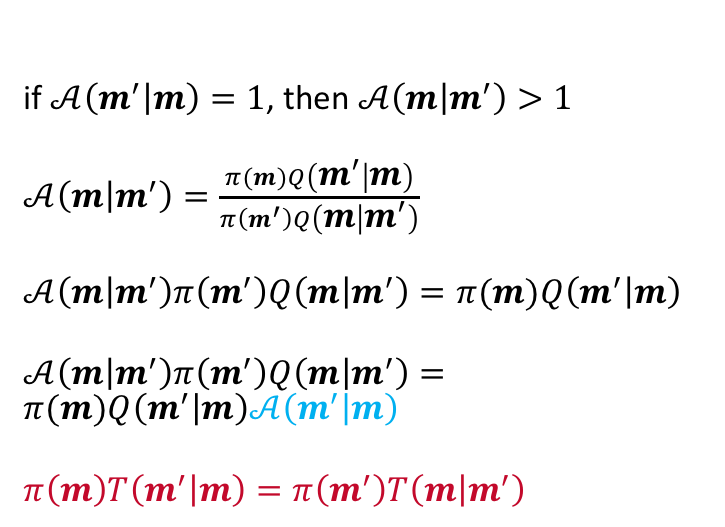 if 𝒜(𝒎′|𝒎) = 1, then 𝒜(𝒎|𝒎′) > 1
𝒜(𝒎|𝒎′) = π(𝒎)Q(𝒎′|𝒎) / π(𝒎′)Q(𝒎|𝒎′)
𝒜(𝒎|𝒎′)π(𝒎′)Q(𝒎|𝒎′) = π(𝒎)Q(𝒎′|𝒎)
𝒜(𝒎|𝒎′)π(𝒎′)Q(𝒎|𝒎′) =
π(𝒎)Q(𝒎′|𝒎)𝒜(𝒎′|𝒎)
π(𝒎)T(𝒎′|𝒎) = π(𝒎′)T(𝒎|𝒎′)